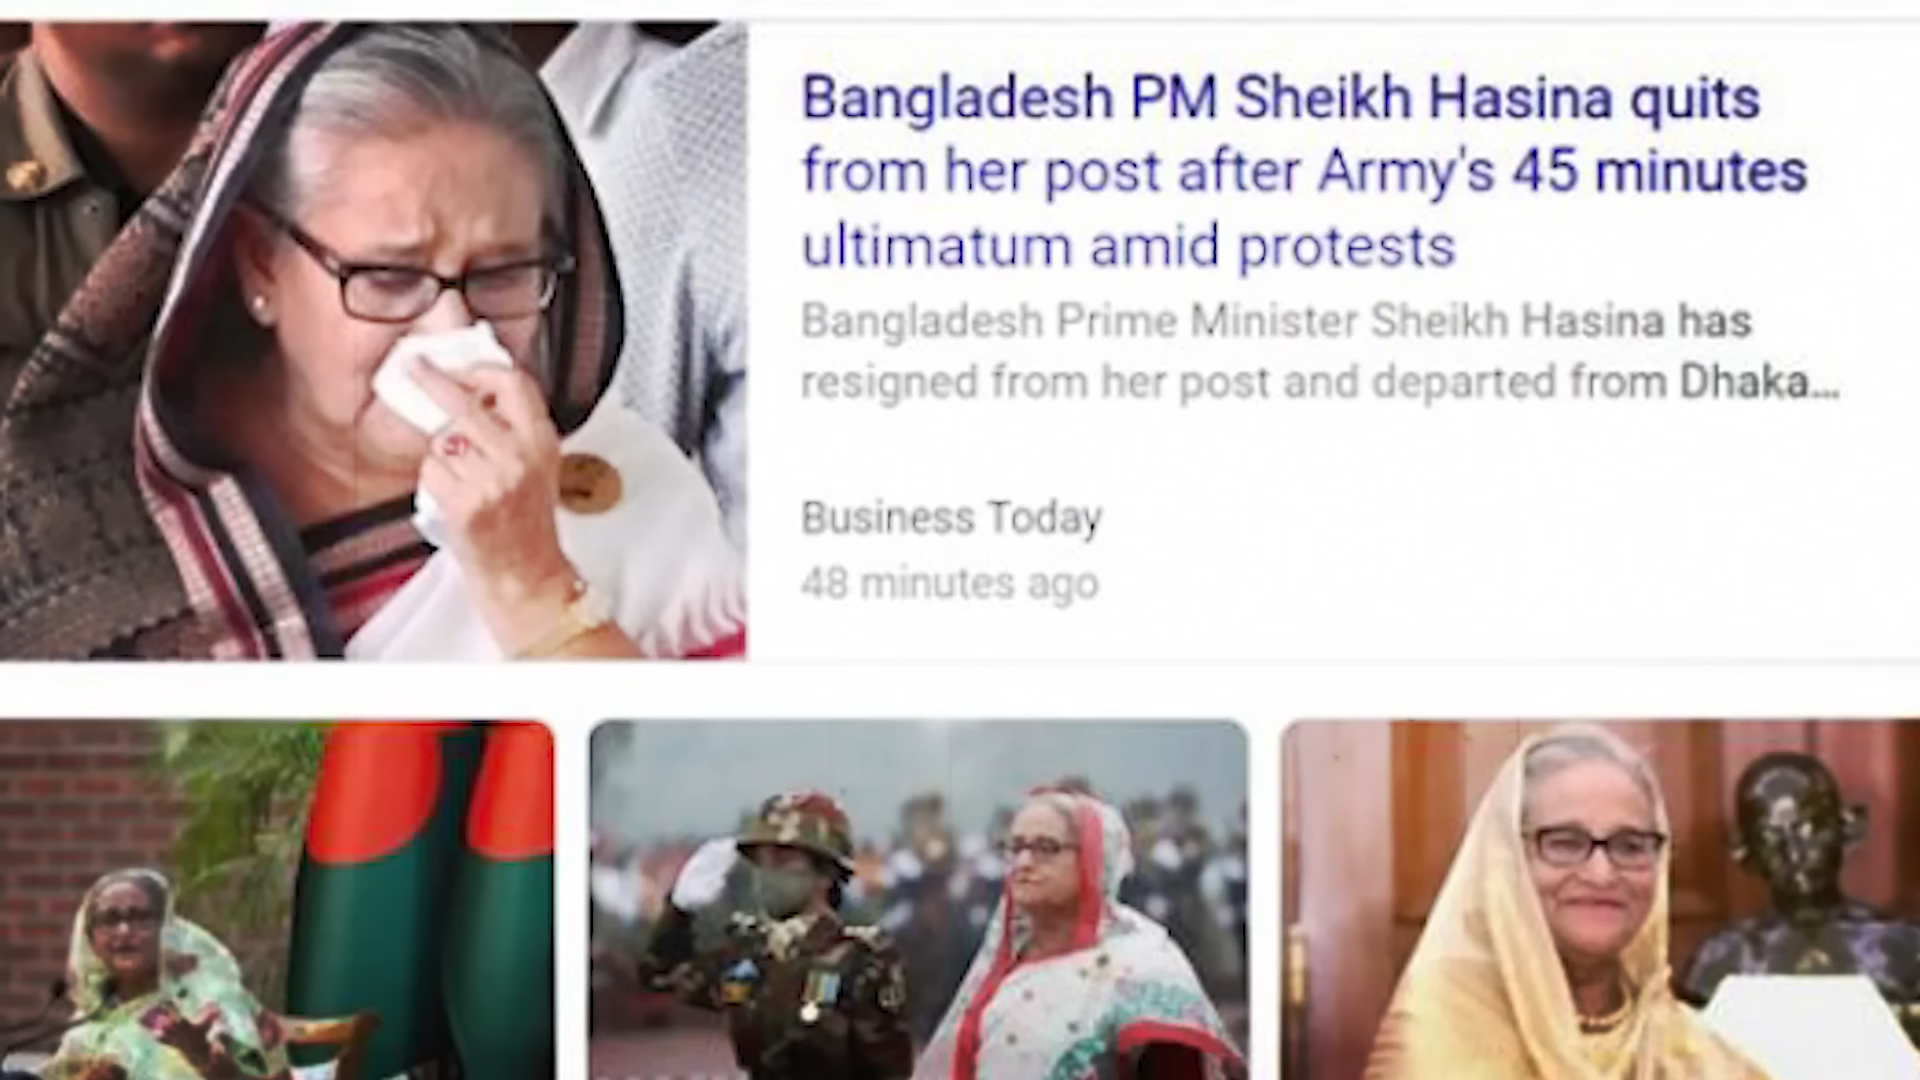 Bangladesh PM Sheikh Hasina quits
from her post after Army's 45 minutes
ultimatum amid protests
Bangladesh Prime Minister Sheikh Hasina has
resigned from her post and departed from Dhaka...
Business Today
48 minutes ago